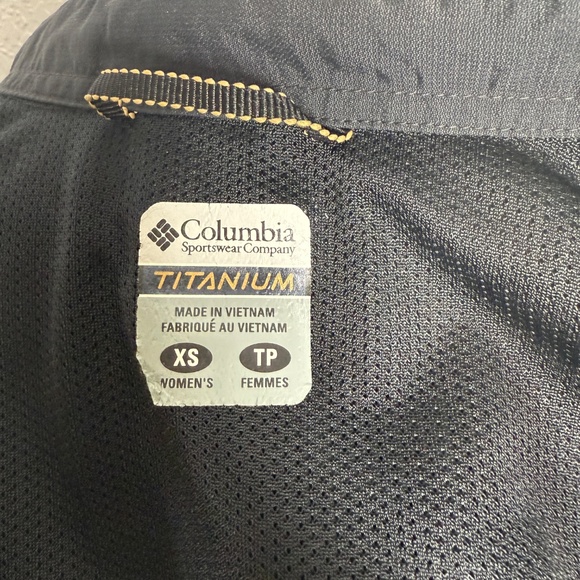 Columbia
Sportswear Company
TITANIUM
MADE IN VIETNAM
FABRIQUÉ AU VIETNAM
XS TP
WOMEN'S FEMMES